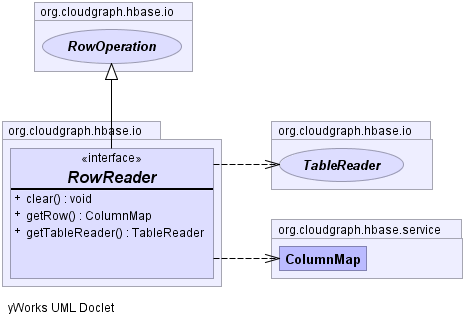 org.cloudgraph.hbase.io
RowOperation
org.cloudgraph.hbase.io
«interface»
RowReader
+ clear() : void
+ getRow() : ColumnMap
+ getTableReader() : TableReader
org.cloudgraph.hbase.io
TableReader
org.cloudgraph.hbase.service
ColumnMap
yWorks UML Doclet